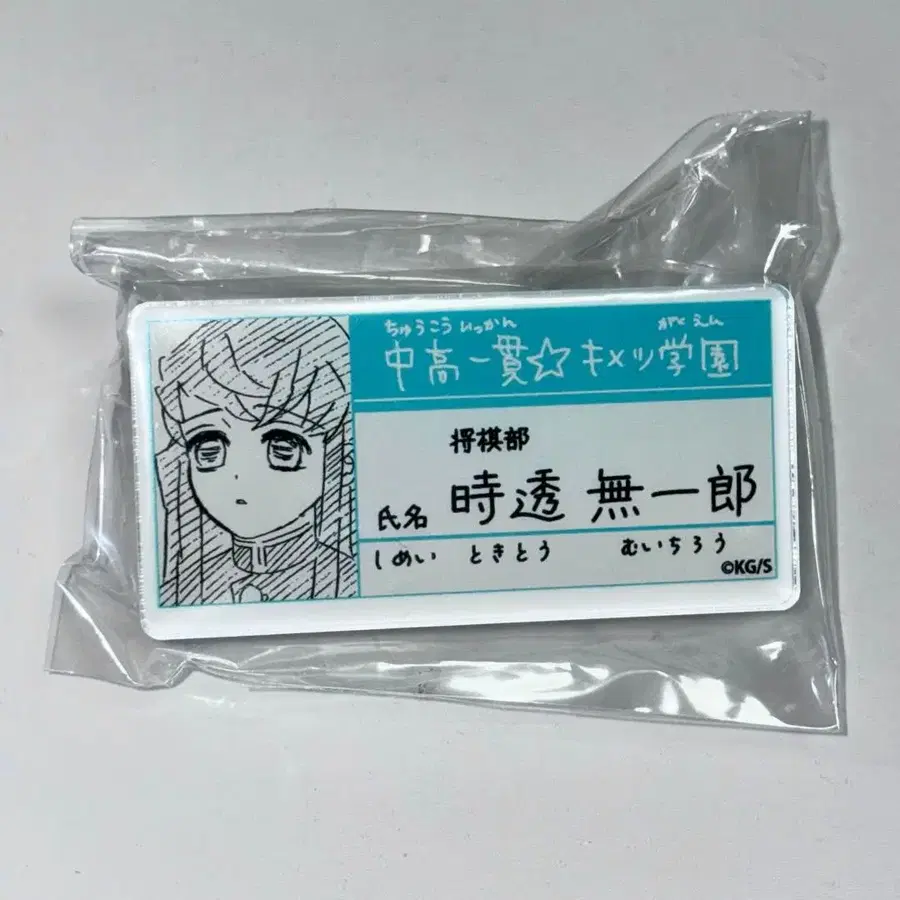 ちゅうこう いっかん がくえん
中高一貫☆キメツ学園
将棋部
氏名 時透 無一郎
しめい ときとう むいちろう
©KG/S